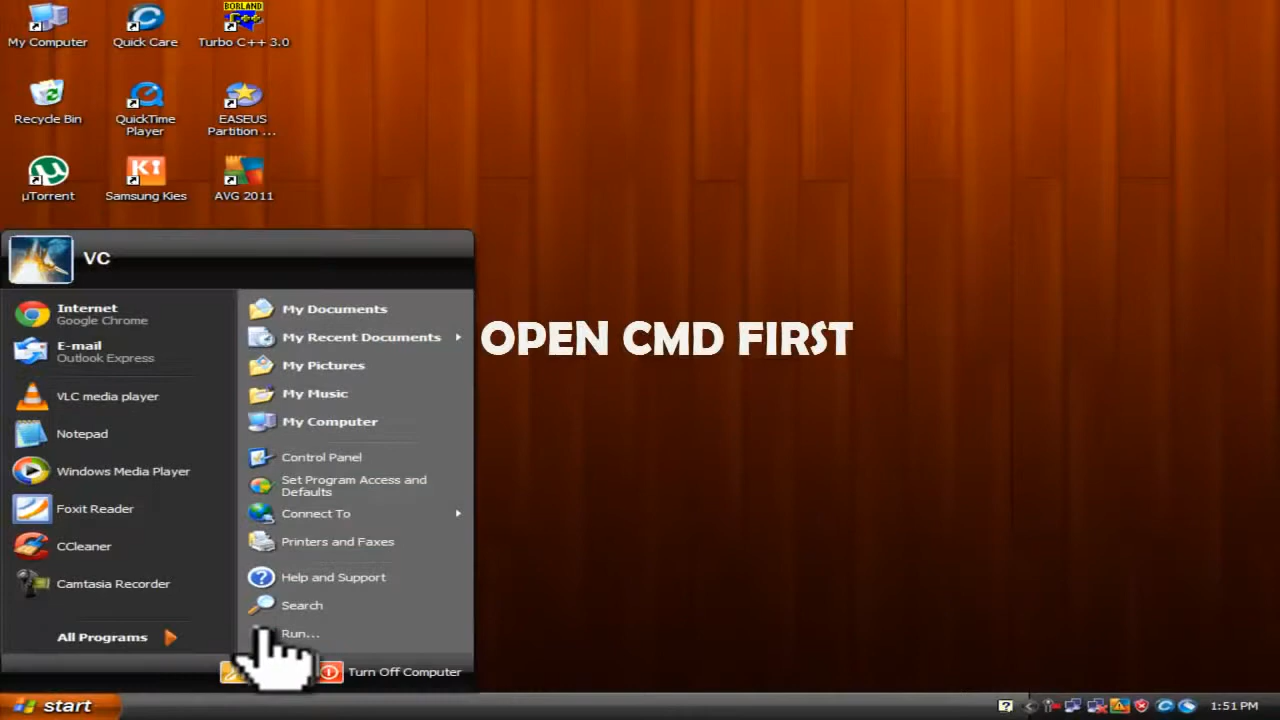 My Computer
Quick Care
BORLAND
C++
Turbo C++ 3.0
Recycle Bin
QuickTime
Player
EASEUS
Partition ...
µTorrent
KI
Samsung Kies
AVG 2011
VC
Internet
Google Chrome
E-mail
Outlook Express
VLC media player
Notepad
Windows Media Player
Foxit Reader
CCleaner
Camtasia Recorder
All Programs
My Documents
My Recent Documents
My Pictures
My Music
My Computer
Control Panel
Set Program Access and
Defaults
Connect To
Printers and Faxes
Help and Support
Search
Run...
Turn Off Computer
OPEN CMD FIRST
start
1:51 PM